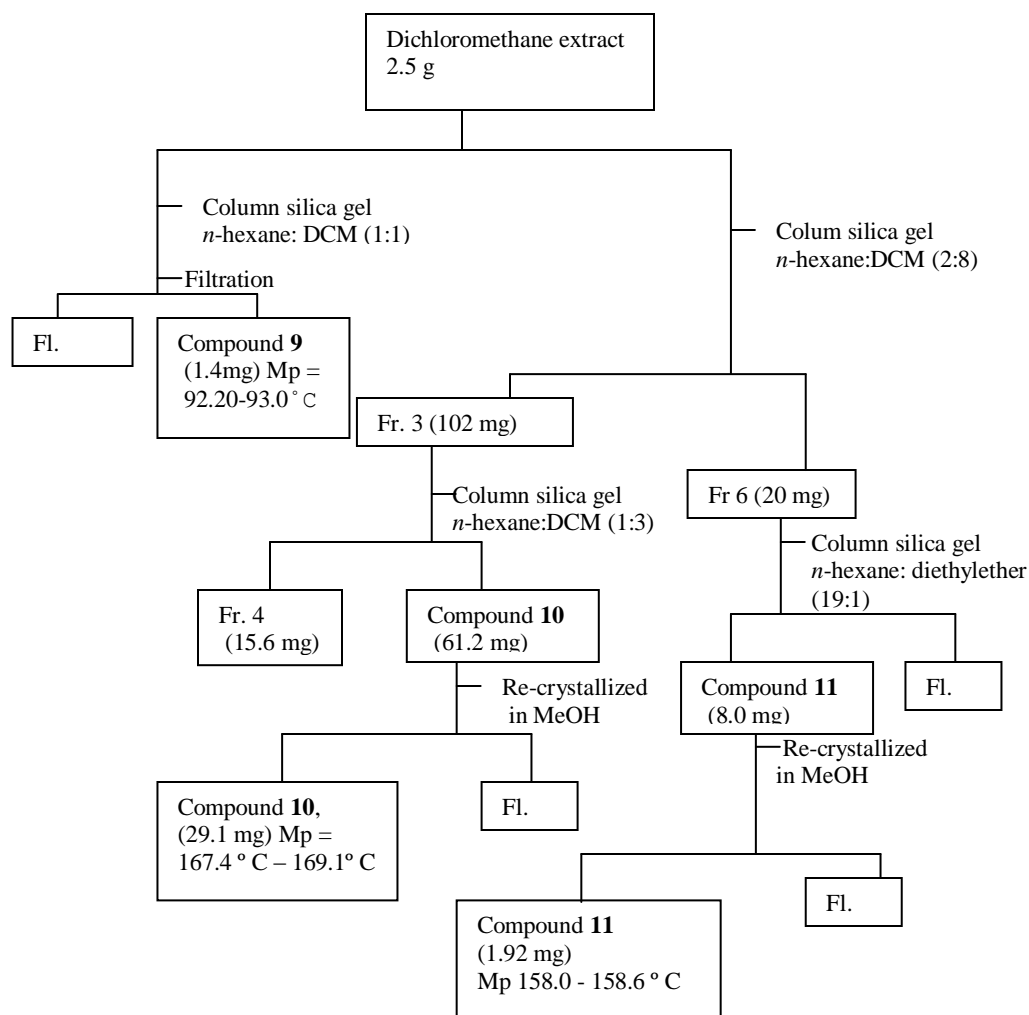 Dichloromethane extract
2.5 g
Column silica gel
n-hexane: DCM (1:1)
Filtration
Colum silica gel
n-hexane:DCM (2:8)
Fl.
Compound 9
(1.4mg) Mp =
92.20-93.0˚C
Fr. 3 (102 mg)
Column silica gel
n-hexane:DCM (1:3)
Fr 6 (20 mg)
Column silica gel
n-hexane: diethylether
(19:1)
Fr. 4
(15.6 mg)
Compound 10
(61.2 mg)
Re-crystallized
in MeOH
Compound 11
(8.0 mg)
Fl.
Re-crystallized
in MeOH
Compound 10,
(29.1 mg) Mp =
167.4 º C – 169.1º C
Fl.
Fl.
Compound 11
(1.92 mg)
Mp 158.0 - 158.6 º C